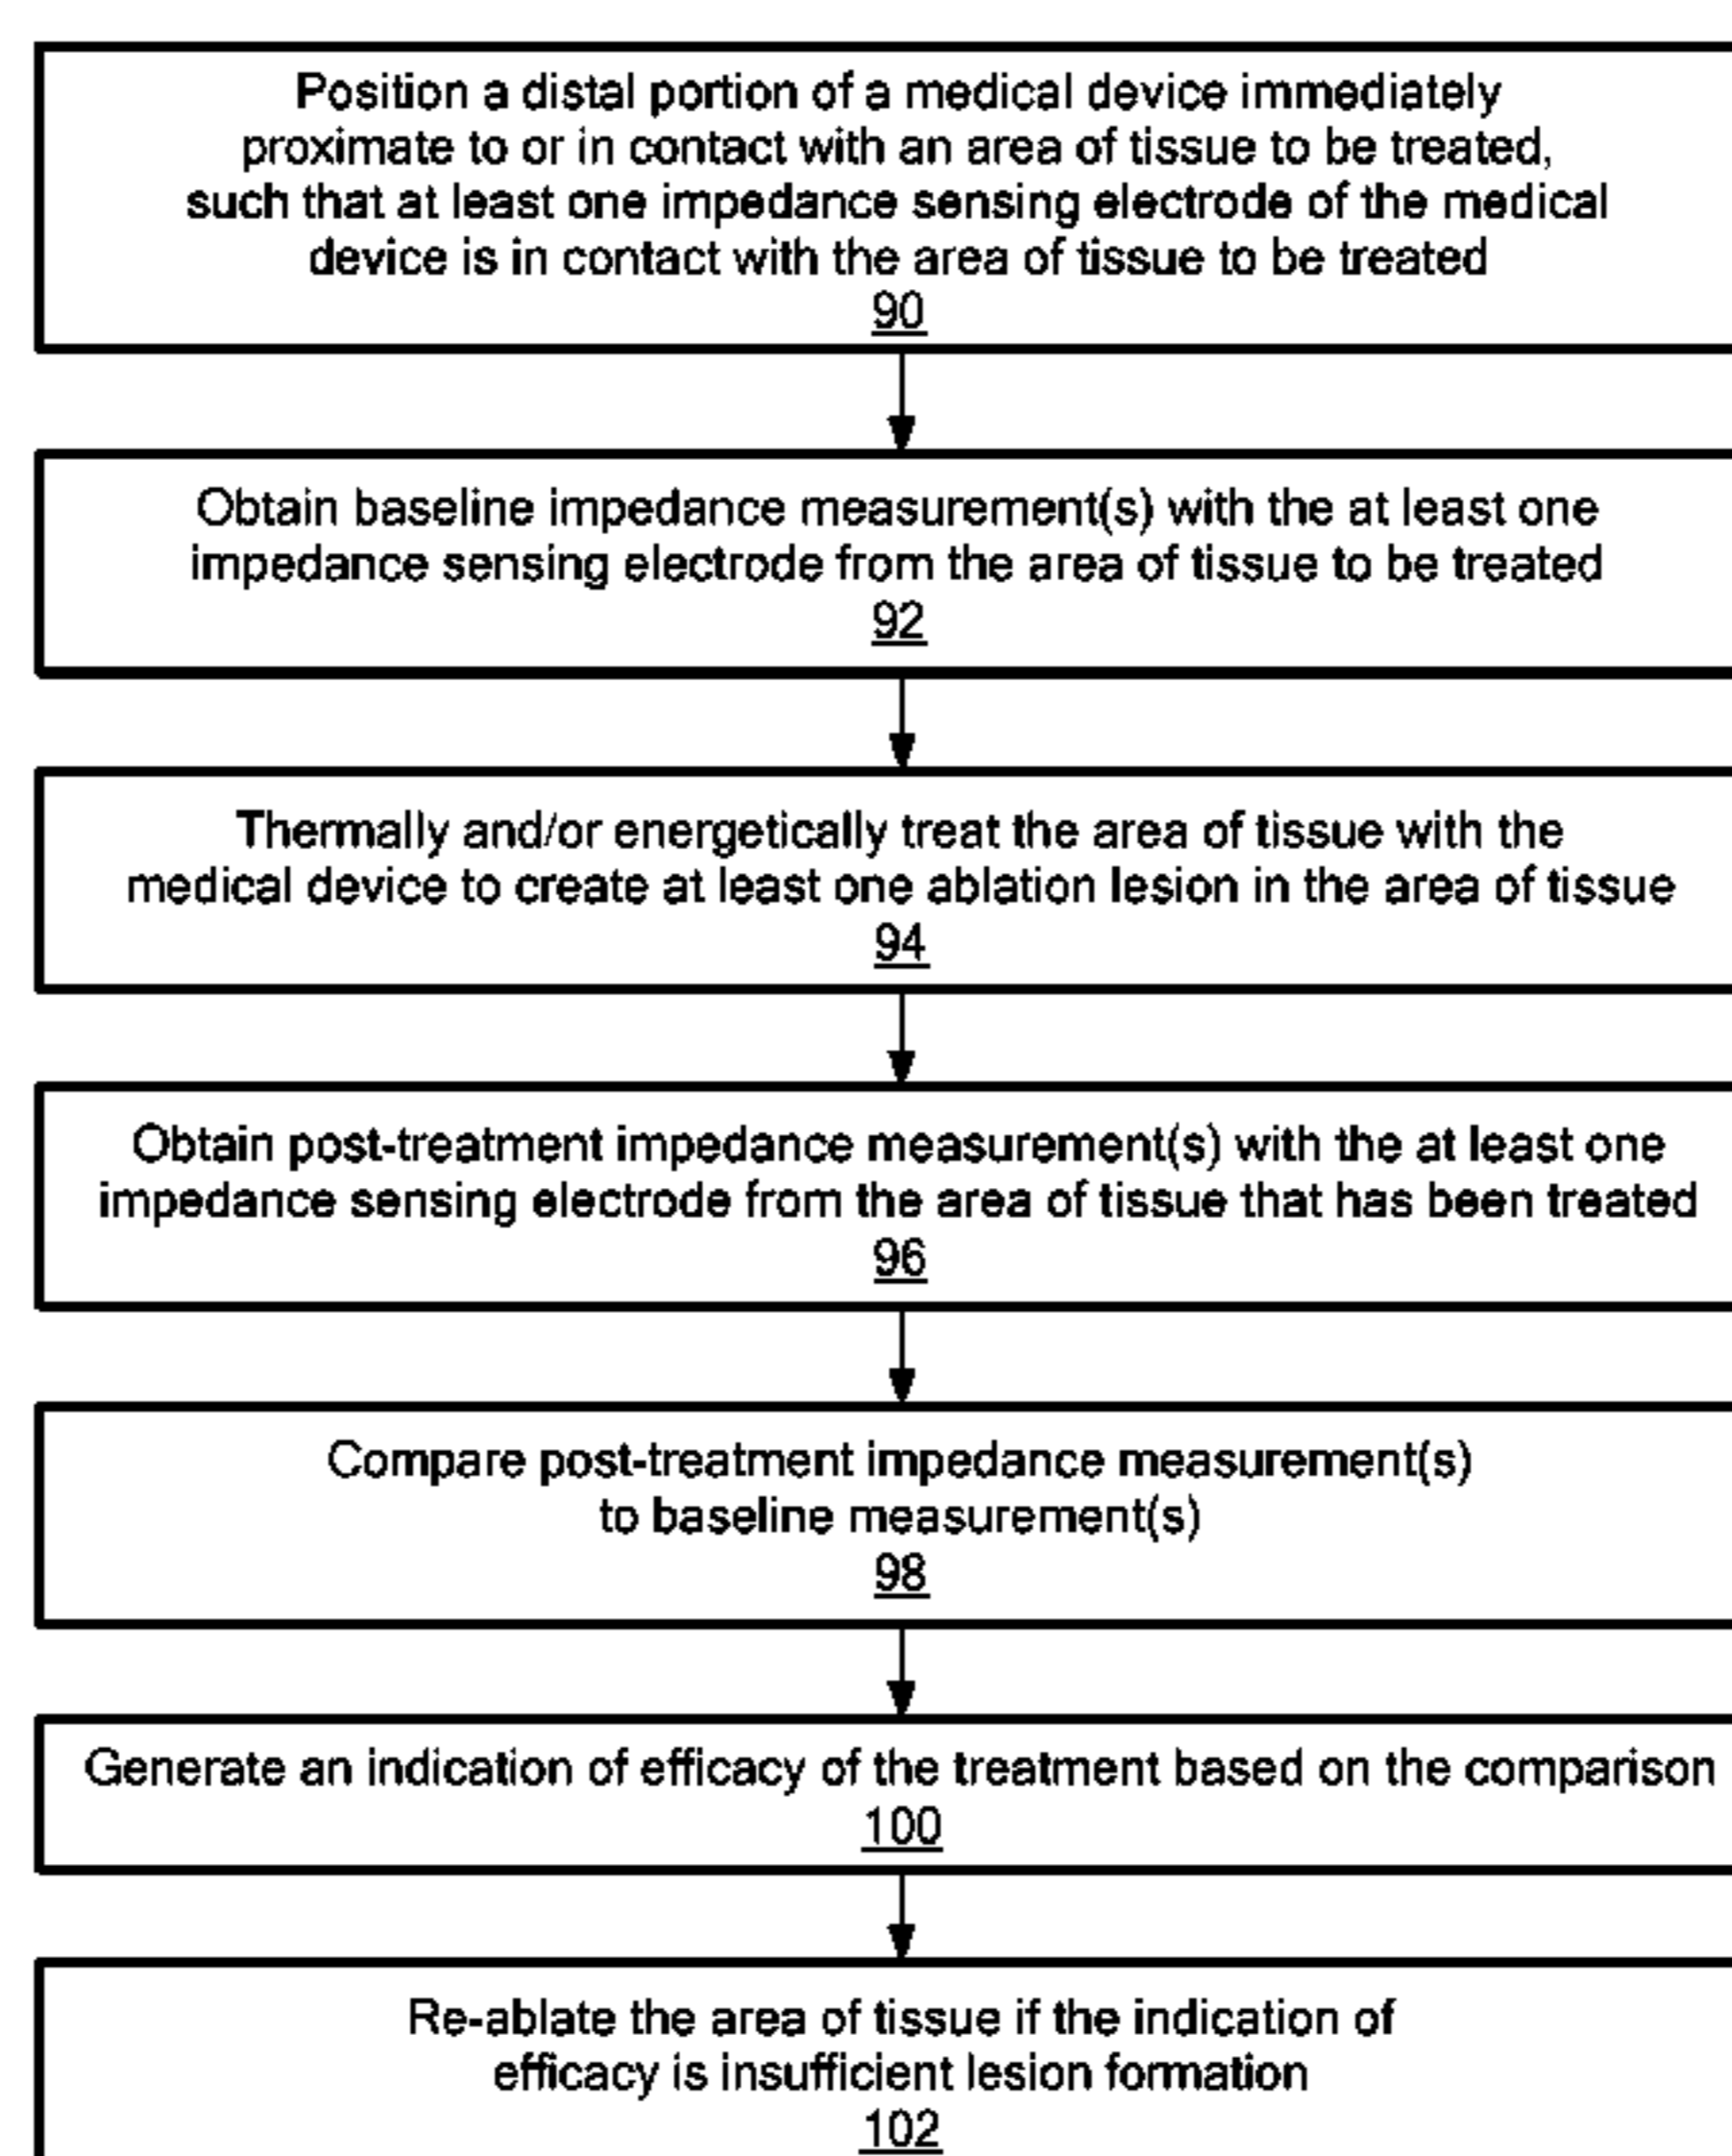 Position a distal portion of a medical device immediately
proximate to or in contact with an area of tissue to be treated,
such that at least one impedance sensing electrode of the medical
device is in contact with the area of tissue to be treated
90
Obtain baseline impedance measurement(s) with the at least one
impedance sensing electrode from the area of tissue to be treated
92
Thermally and/or energetically treat the area of tissue with the
medical device to create at least one ablation lesion in the area of tissue
94
Obtain post-treatment impedance measurement(s) with the at least one
impedance sensing electrode from the area of tissue that has been treated
96
Compare post-treatment impedance measurement(s)
to baseline measurement(s)
98
Generate an indication of efficacy of the treatment based on the comparison
100
Re-ablate the area of tissue if the indication of
efficacy is insufficient lesion formation
102